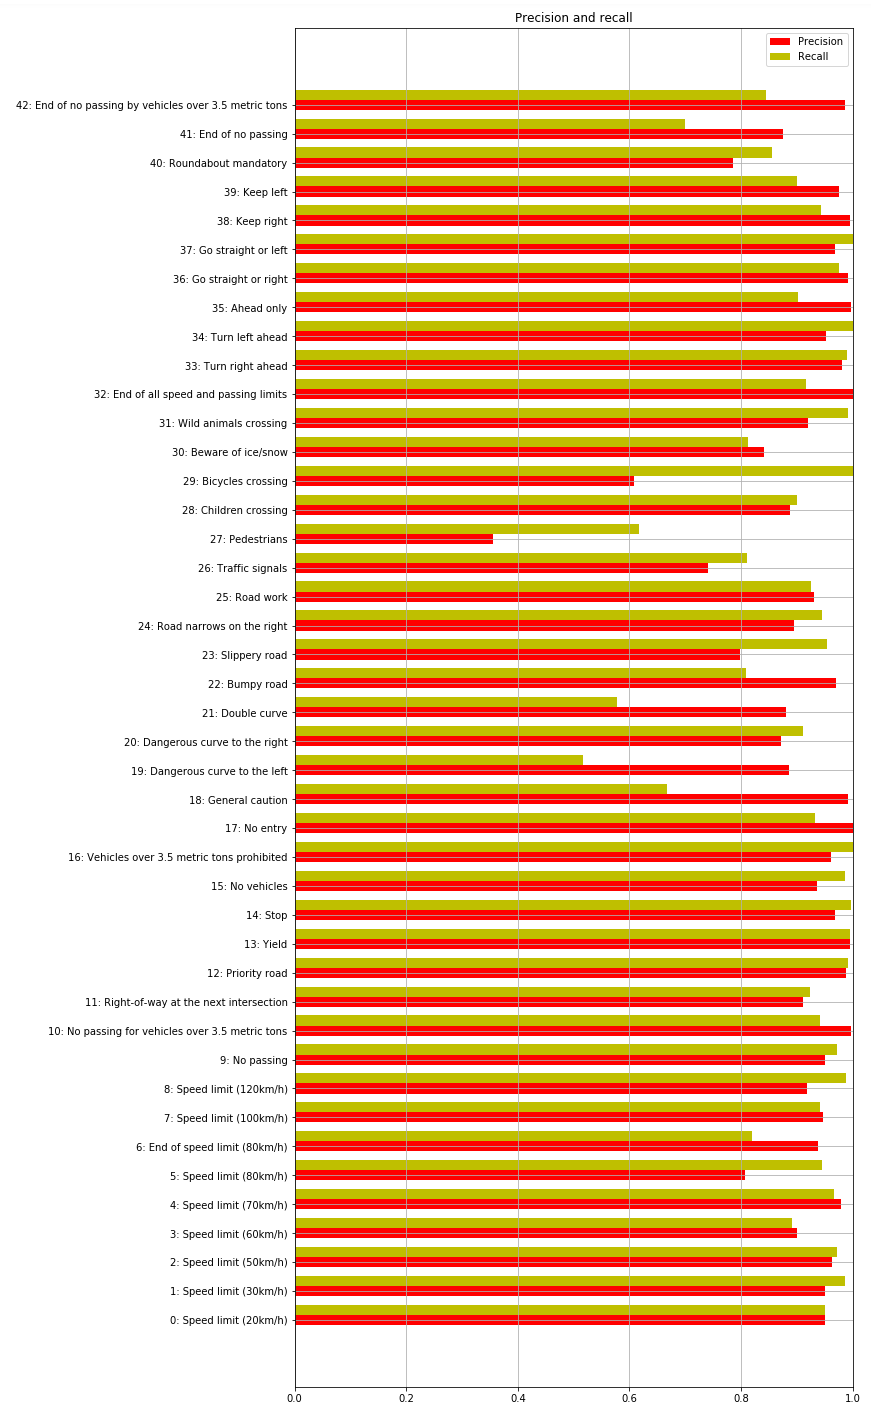 Precision and recall
Precision
Recall
42: End of no passing by vehicles over 3.5 metric tons
41: End of no passing
40: Roundabout mandatory
39: Keep left
38: Keep right
37: Go straight or left
36: Go straight or right
35: Ahead only
34: Turn left ahead
33: Turn right ahead
32: End of all speed and passing limits
31: Wild animals crossing
30: Beware of ice/snow
29: Bicycles crossing
28: Children crossing
27: Pedestrians
26: Traffic signals
25: Road work
24: Road narrows on the right
23: Slippery road
22: Bumpy road
21: Double curve
20: Dangerous curve to the right
19: Dangerous curve to the left
18: General caution
17: No entry
16: Vehicles over 3.5 metric tons prohibited
15: No vehicles
14: Stop
13: Yield
12: Priority road
11: Right-of-way at the next intersection
10: No passing for vehicles over 3.5 metric tons
9: No passing
8: Speed limit (120km/h)
7: Speed limit (100km/h)
6: End of speed limit (80km/h)
5: Speed limit (80km/h)
4: Speed limit (70km/h)
3: Speed limit (60km/h)
2: Speed limit (50km/h)
1: Speed limit (30km/h)
0: Speed limit (20km/h)
0.0 0.2 0.4 0.6 0.8 1.0